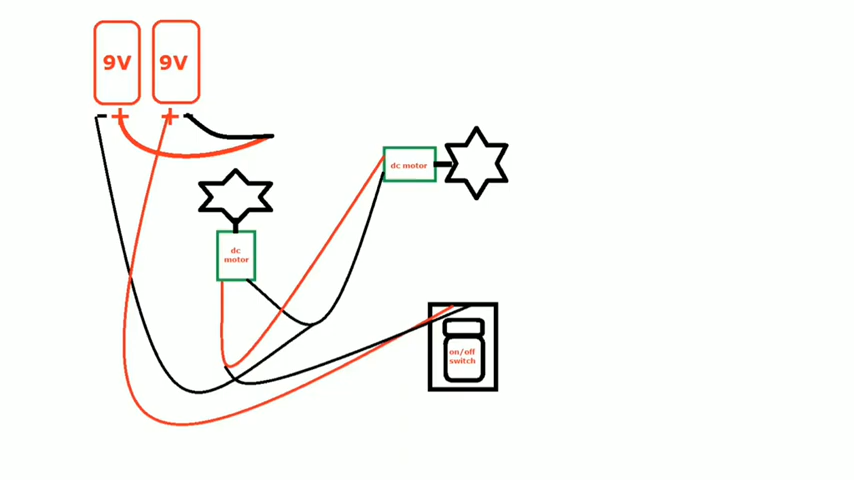 9V 9V
- + + -
dc motor
dc
motor
on/off
switch